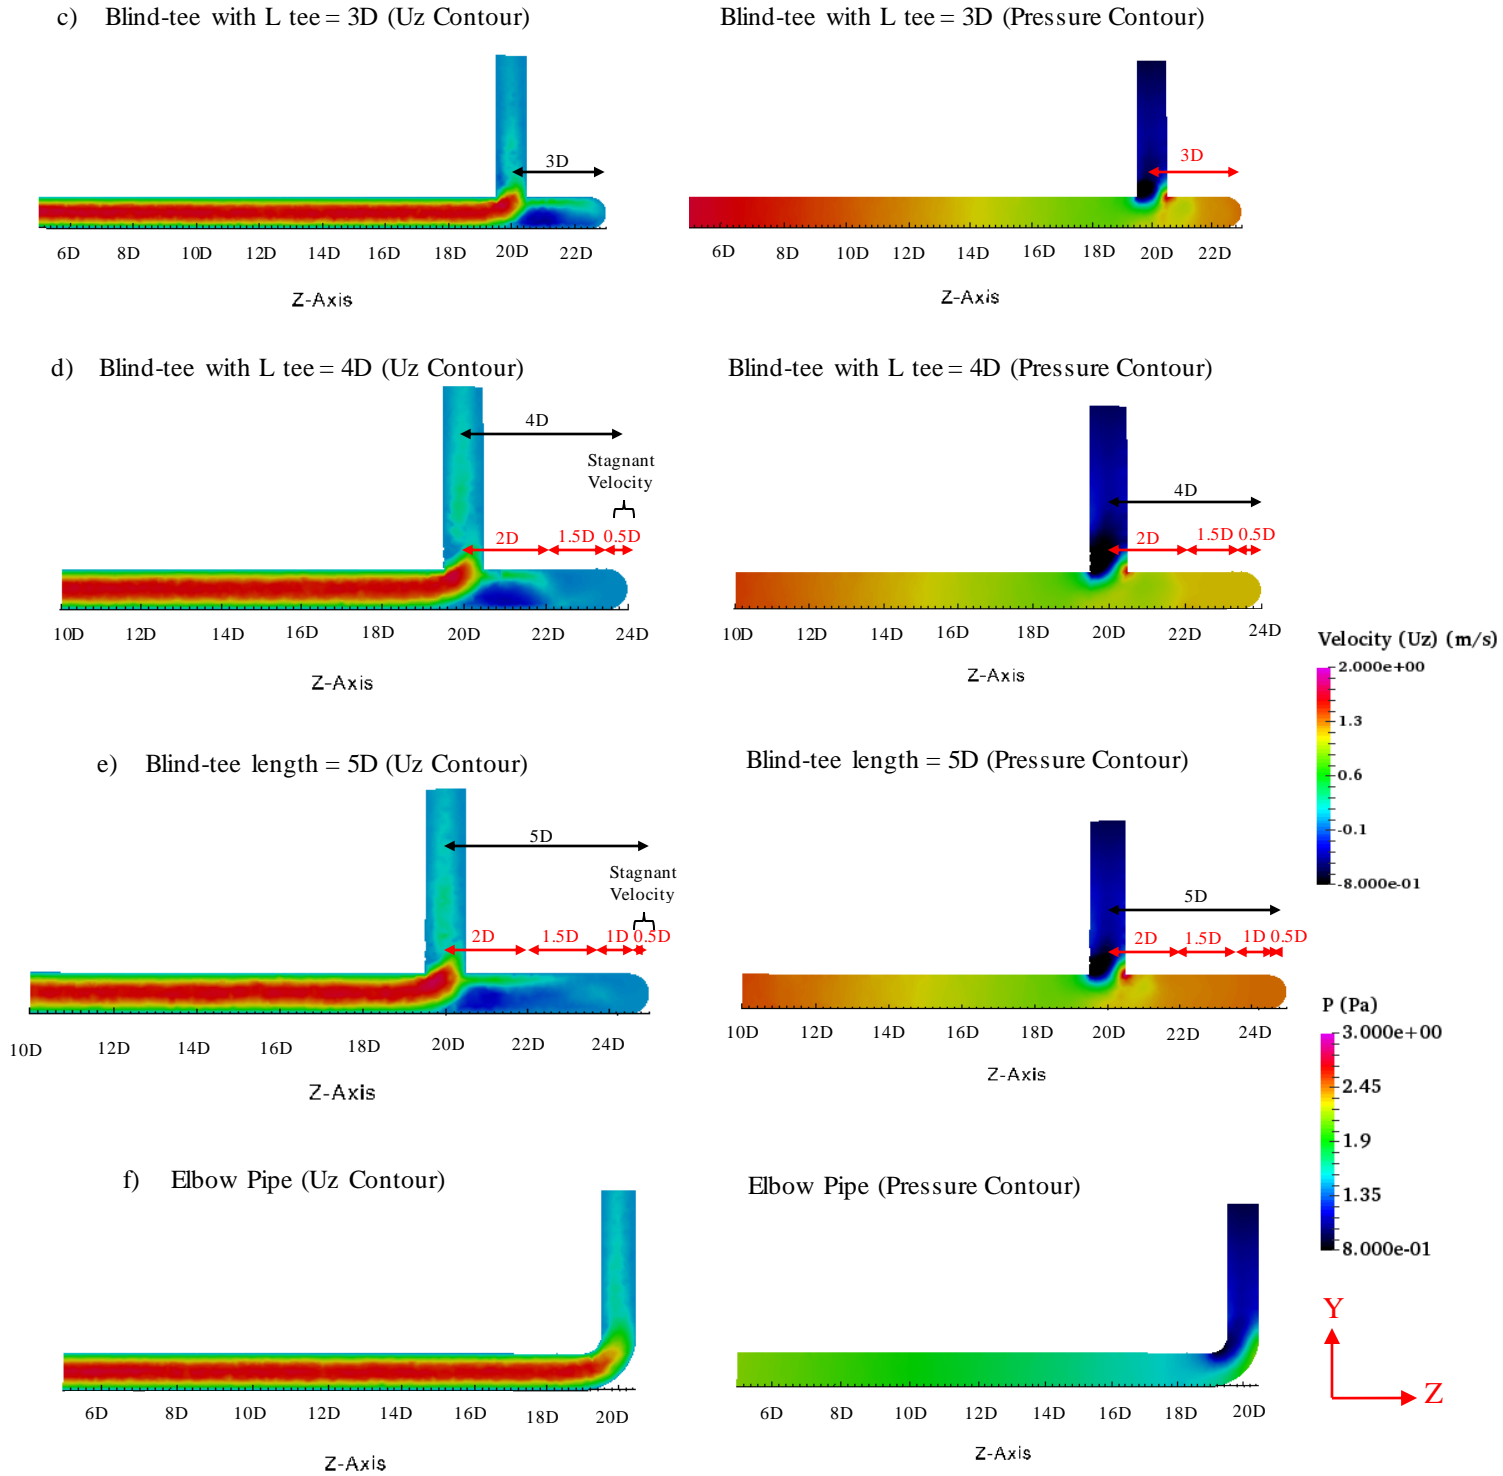 c) Blind-tee with L tee = 3D (Uz Contour)
Blind-tee with L tee = 3D (Pressure Contour)
3D
3D
6D 8D 10D 12D 14D 16D 18D 20D 22D
6D 8D 10D 12D 14D 16D 18D 20D 22D
Z-Axis
Z-Axis
d) Blind-tee with L tee = 4D (Uz Contour)
Blind-tee with L tee = 4D (Pressure Contour)
4D
Stagnant
Velocity
2D 1.5D 0.5D
4D
2D 1.5D 0.5D
10D 12D 14D 16D 18D 20D 22D 24D
10D 12D 14D 16D 18D 20D 22D 24D
Z-Axis
Z-Axis
Velocity (Uz) (m/s)
2.000e+00
1.3
0.6
-0.1
-8.000e-01
e) Blind-tee length = 5D (Uz Contour)
Blind-tee length = 5D (Pressure Contour)
5D
Stagnant
Velocity
2D 1.5D 1D 0.5D
5D
2D 1.5D 1D 0.5D
10D 12D 14D 16D 18D 20D 22D 24D
10D 12D 14D 16D 18D 20D 22D 24D
Z-Axis
Z-Axis
P (Pa)
3.000e+00
2.45
1.9
1.35
8.000e-01
f) Elbow Pipe (Uz Contour)
Elbow Pipe (Pressure Contour)
6D 8D 10D 12D 14D 16D 18D 20D
6D 8D 10D 12D 14D 16D 18D 20D
Z-Axis
Z-Axis
Y
Z